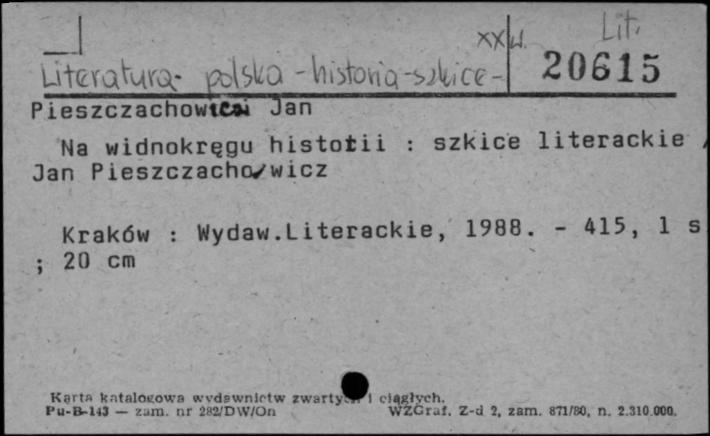 Lit.
xx w.
Literatura - polska - historia - szkice -
20615
Pieszczachowicz Jan
Na widnokręgu histotii : szkice literackie /
Jan Pieszczachowicz
Kraków : Wydaw.Literackie, 1988. - 415, 1 s
; 20 cm
Karta katalogowa wydawnictw zwartych i ciągłych.
Pu-B-143 — zam. nr 282/DW/On WZGraf. Z-d 2, zam. 871/80, n. 2.310.000.